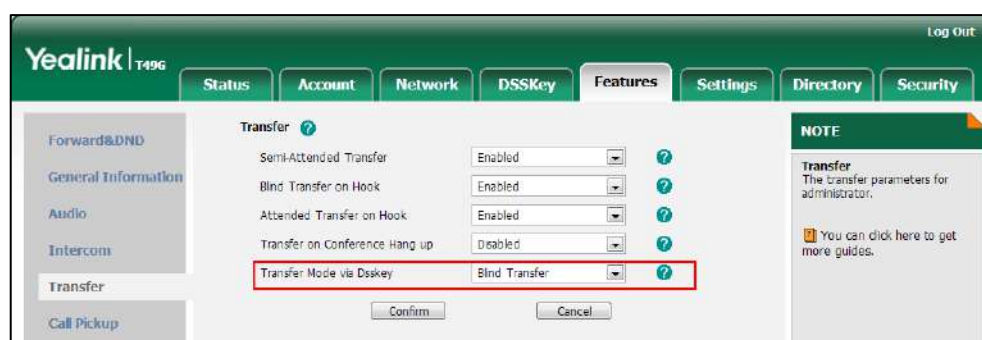 Log Out
Yealink | T49G
Status Account Network DSSKey Features Settings Directory Security
Forward&DND
General Information
Audio
Intercom
Transfer
Call Pickup
Transfer ?
Semi-Attended Transfer Enabled ?
Blind Transfer on Hook Enabled ?
Attended Transfer on Hook Enabled ?
Transfer on Conference Hang up Disabled ?
Transfer Mode via Dsskey Blind Transfer ?
Confirm Cancel
NOTE
Transfer
The transfer parameters for
administrator.
You can click here to get
more guides.